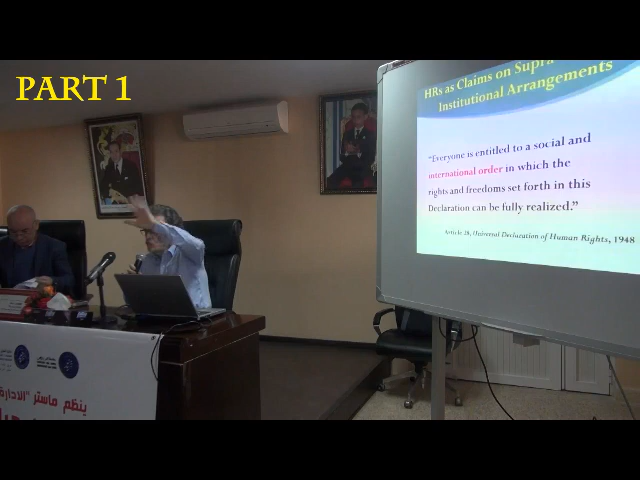 PART 1
HRs as Claims on Supra
Institutional Arrangements
“Everyone is entitled to a social and
international order in which the
rights and freedoms set forth in this
Declaration can be fully realized.”
Article 28, Universal Declaration of Human Rights, 1948
ينظم ماستر "الادارة